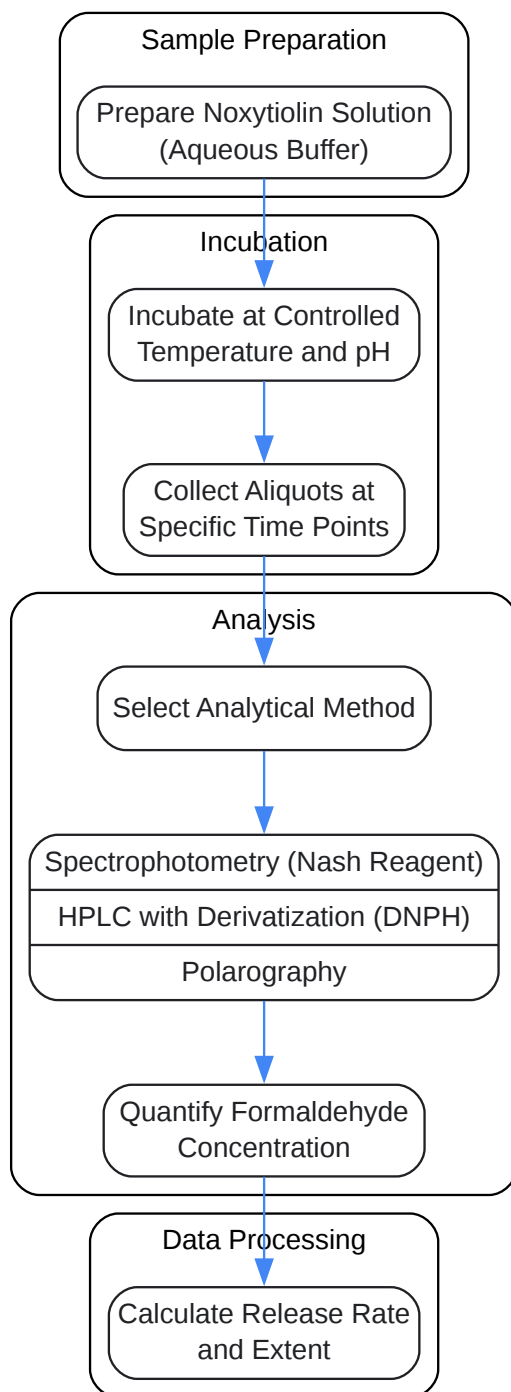 Sample Preparation
Prepare Noxytiolin Solution
(Aqueous Buffer)
Incubation
Incubate at Controlled
Temperature and pH
Collect Aliquots at
Specific Time Points
Analysis
Select Analytical Method
Spectrophotometry (Nash Reagent)
HPLC with Derivatization (DNPH)
Polarography
Quantify Formaldehyde
Concentration
Data Processing
Calculate Release Rate
and Extent